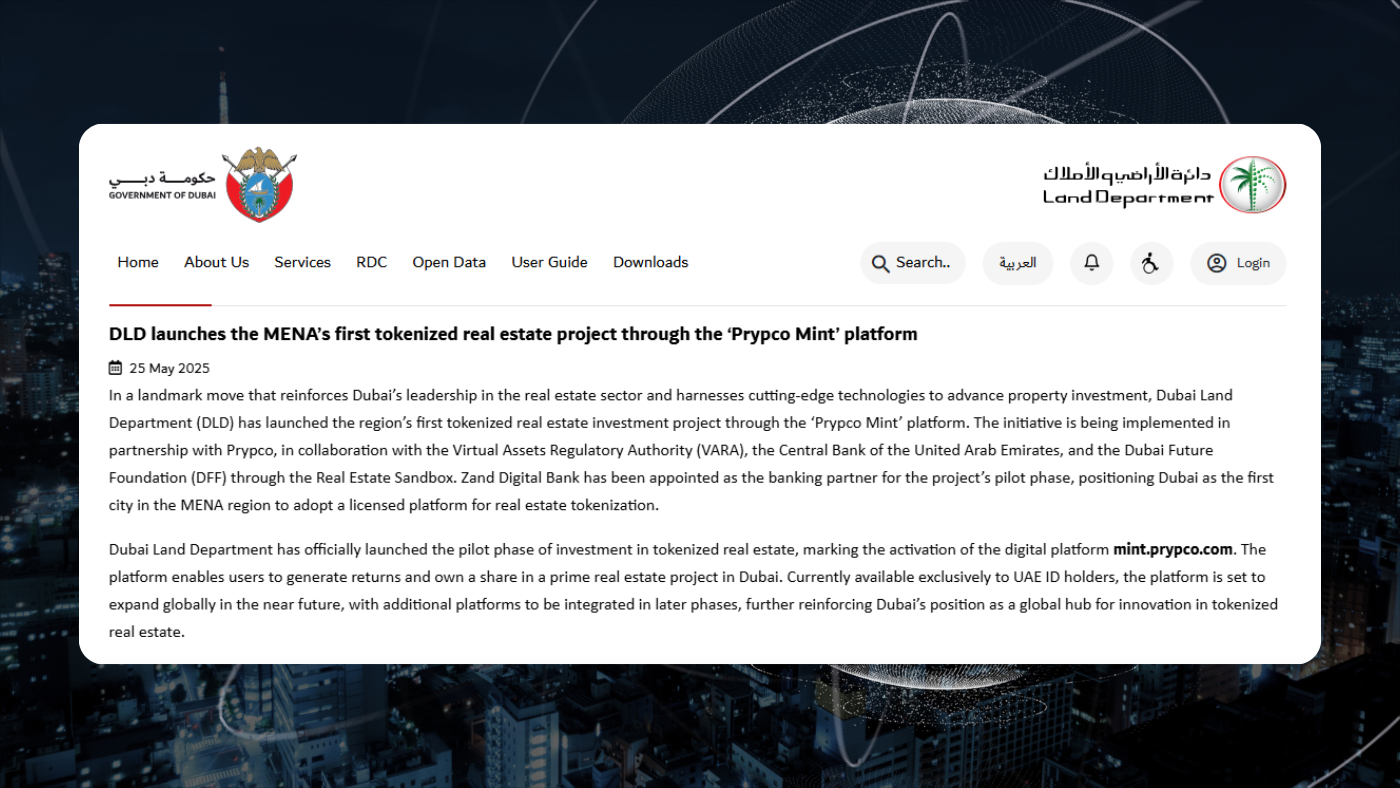 حكومـــة دبـــي
GOVERNMENT OF DUBAI
دائرة الأراضي و الأملاك
Land Department
Home About Us Services RDC Open Data User Guide Downloads Search.. العربية Login
DLD launches the MENA’s first tokenized real estate project through the ‘Prypco Mint’ platform
25 May 2025
In a landmark move that reinforces Dubai’s leadership in the real estate sector and harnesses cutting-edge technologies to advance property investment, Dubai Land
Department (DLD) has launched the region’s first tokenized real estate investment project through the ‘Prypco Mint’ platform. The initiative is being implemented in
partnership with Prypco, in collaboration with the Virtual Assets Regulatory Authority (VARA), the Central Bank of the United Arab Emirates, and the Dubai Future
Foundation (DFF) through the Real Estate Sandbox. Zand Digital Bank has been appointed as the banking partner for the project’s pilot phase, positioning Dubai as the first
city in the MENA region to adopt a licensed platform for real estate tokenization.
Dubai Land Department has officially launched the pilot phase of investment in tokenized real estate, marking the activation of the digital platform mint.prypco.com. The
platform enables users to generate returns and own a share in a prime real estate project in Dubai. Currently available exclusively to UAE ID holders, the platform is set to
expand globally in the near future, with additional platforms to be integrated in later phases, further reinforcing Dubai’s position as a global hub for innovation in tokenized
real estate.